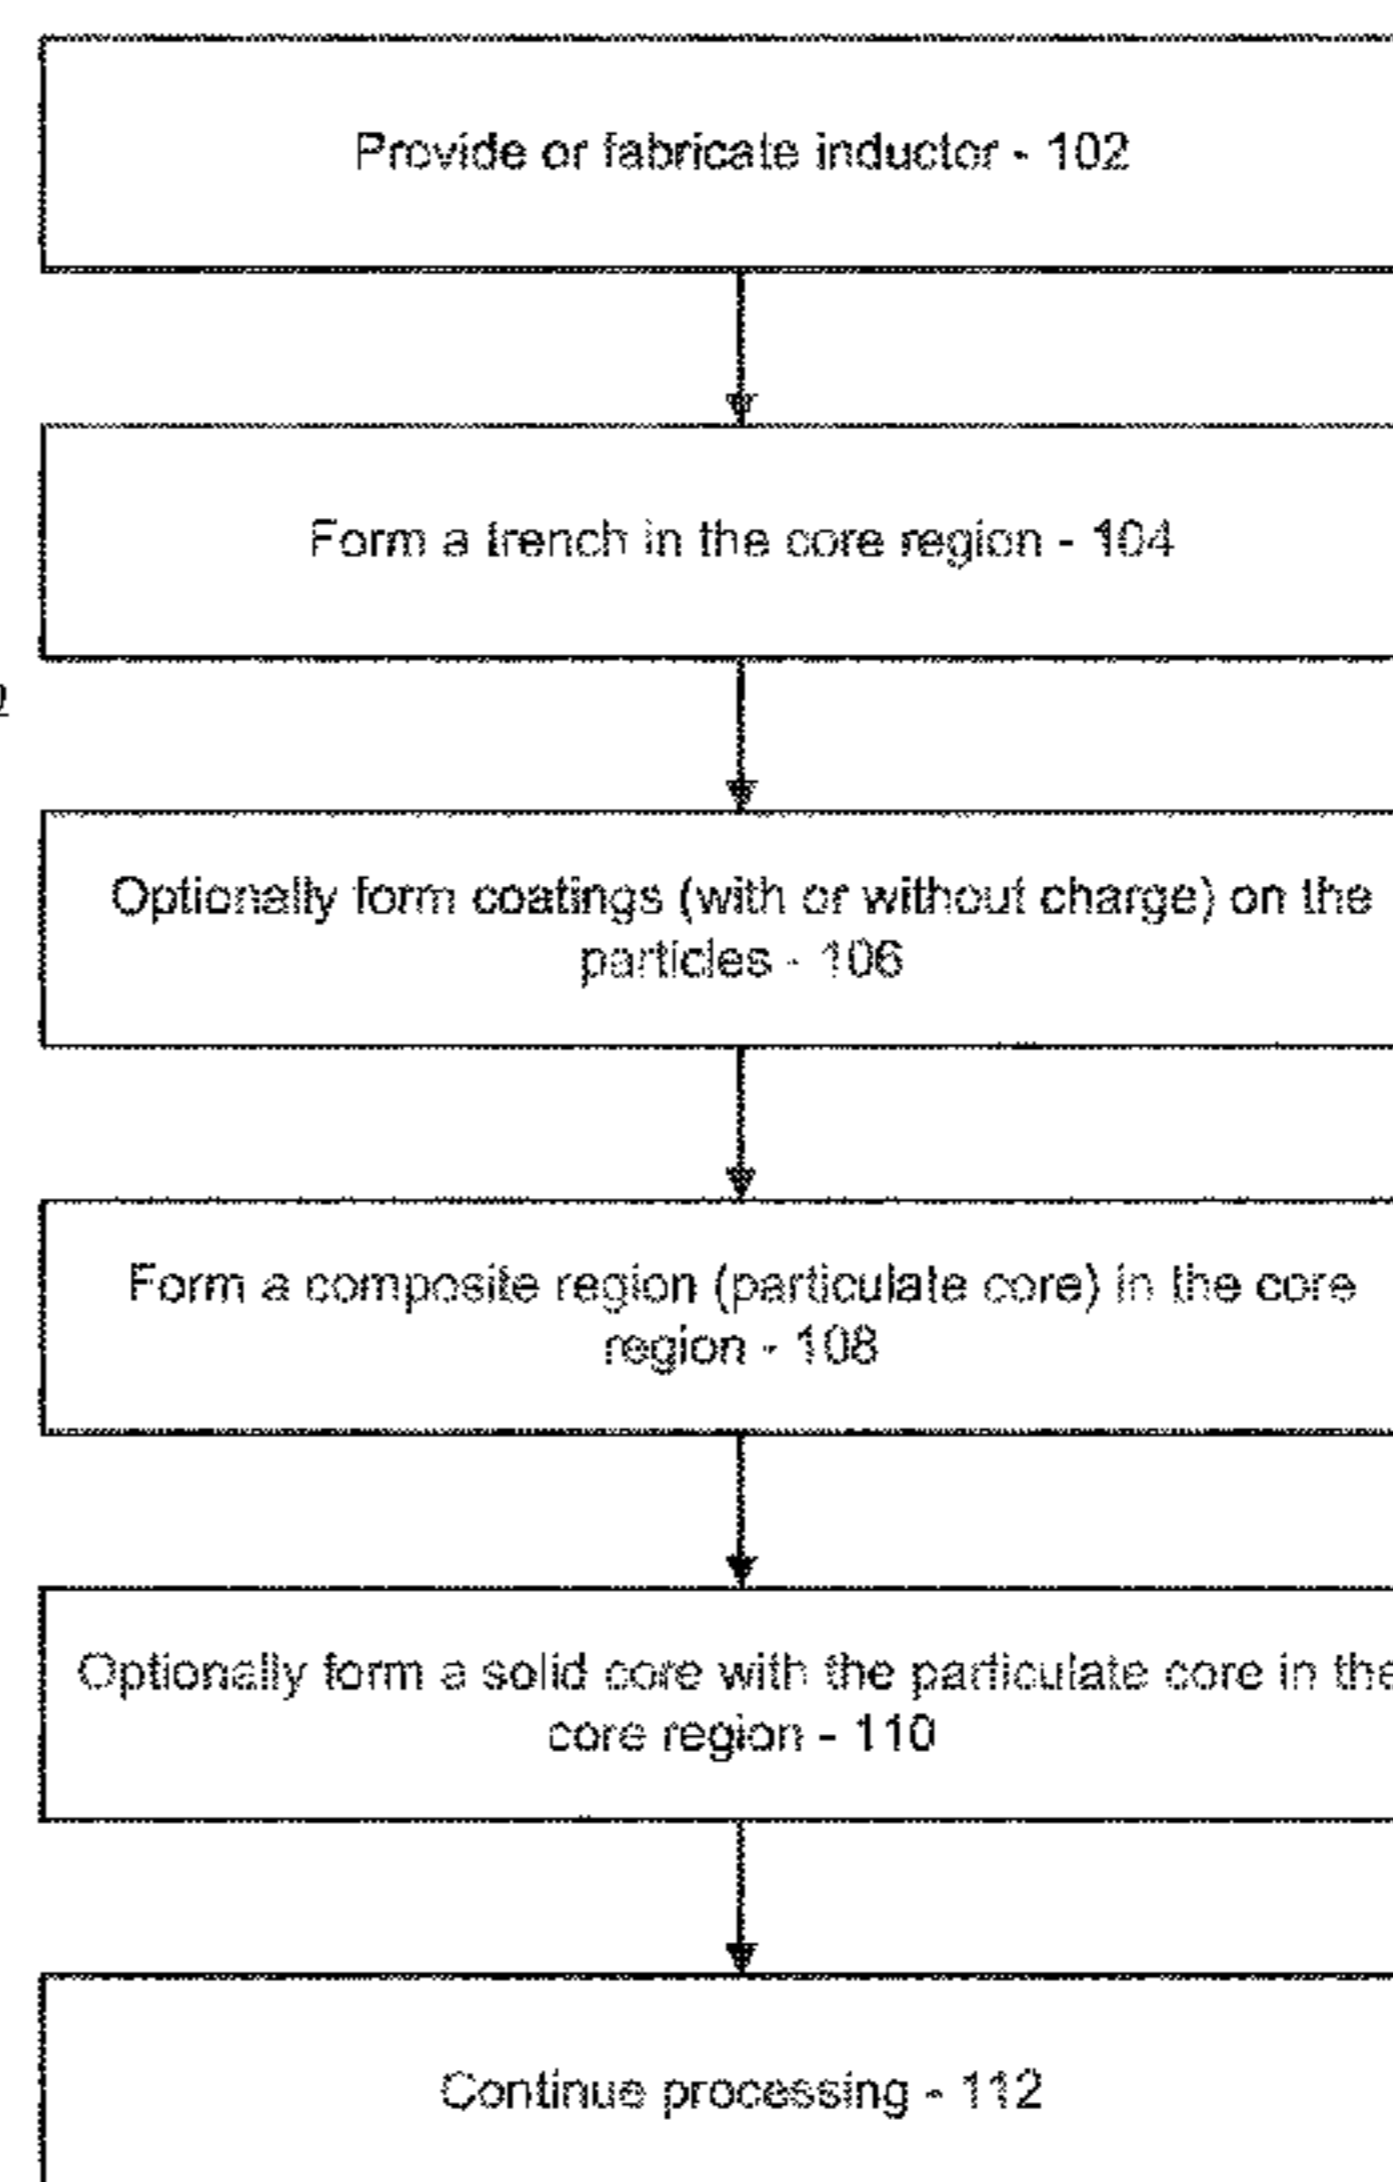 Provide or fabricate inductor - 102
Form a trench in the core region - 104
Optionally form coatings (with or without charge) on the
particles - 106
Form a composite region (particulate core) in the core
region - 108
Optionally form a solid core with the particulate core in the
core region - 110
Continue processing - 112